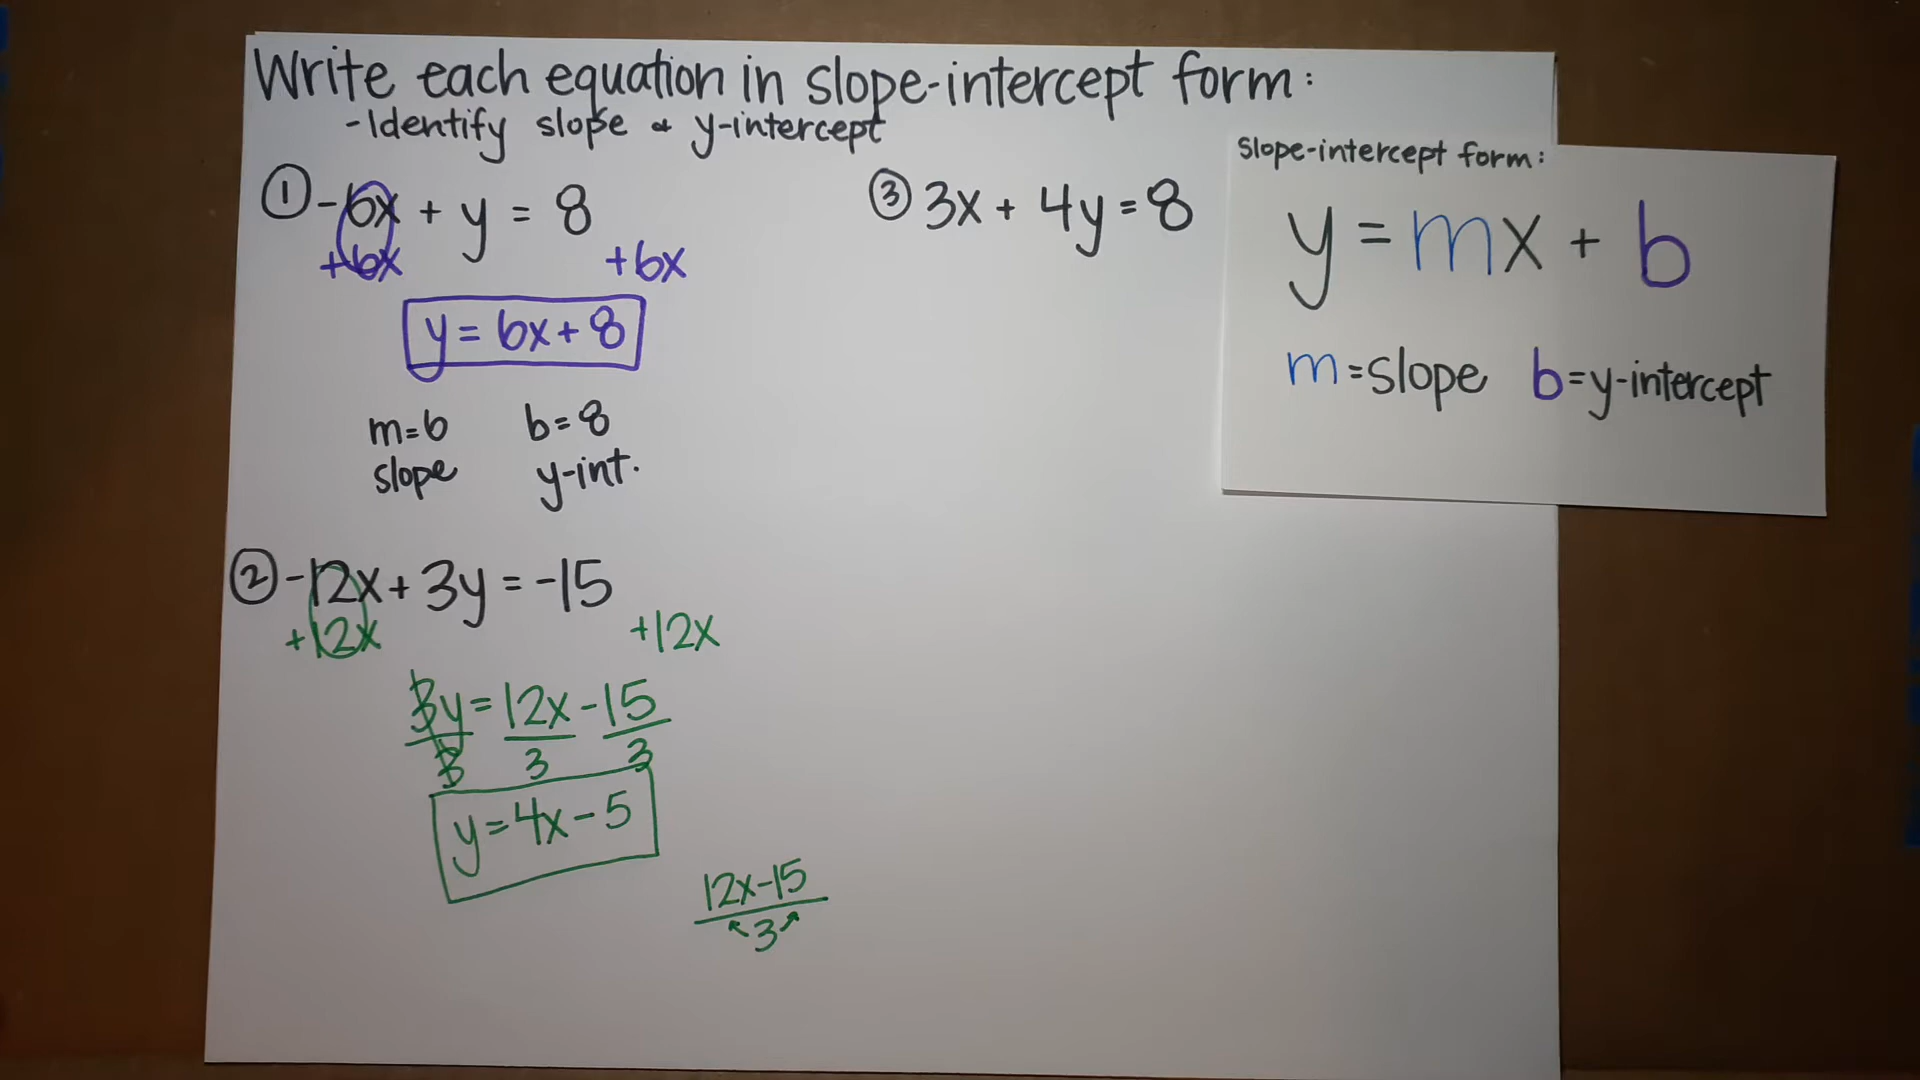 Write each equation in slope-intercept form:
-Identify slope & y-intercept
① -6x + y = 8
+6x +6x
y = 6x + 8
m=6 b=8
slope y-int.
② -12x + 3y = -15
+12x +12x
3y = 12x - 15
3 3 3
y = 4x - 5
12x-15
3
③ 3x + 4y = 8
Slope-intercept form:
y = mx + b
m=slope b=y-intercept